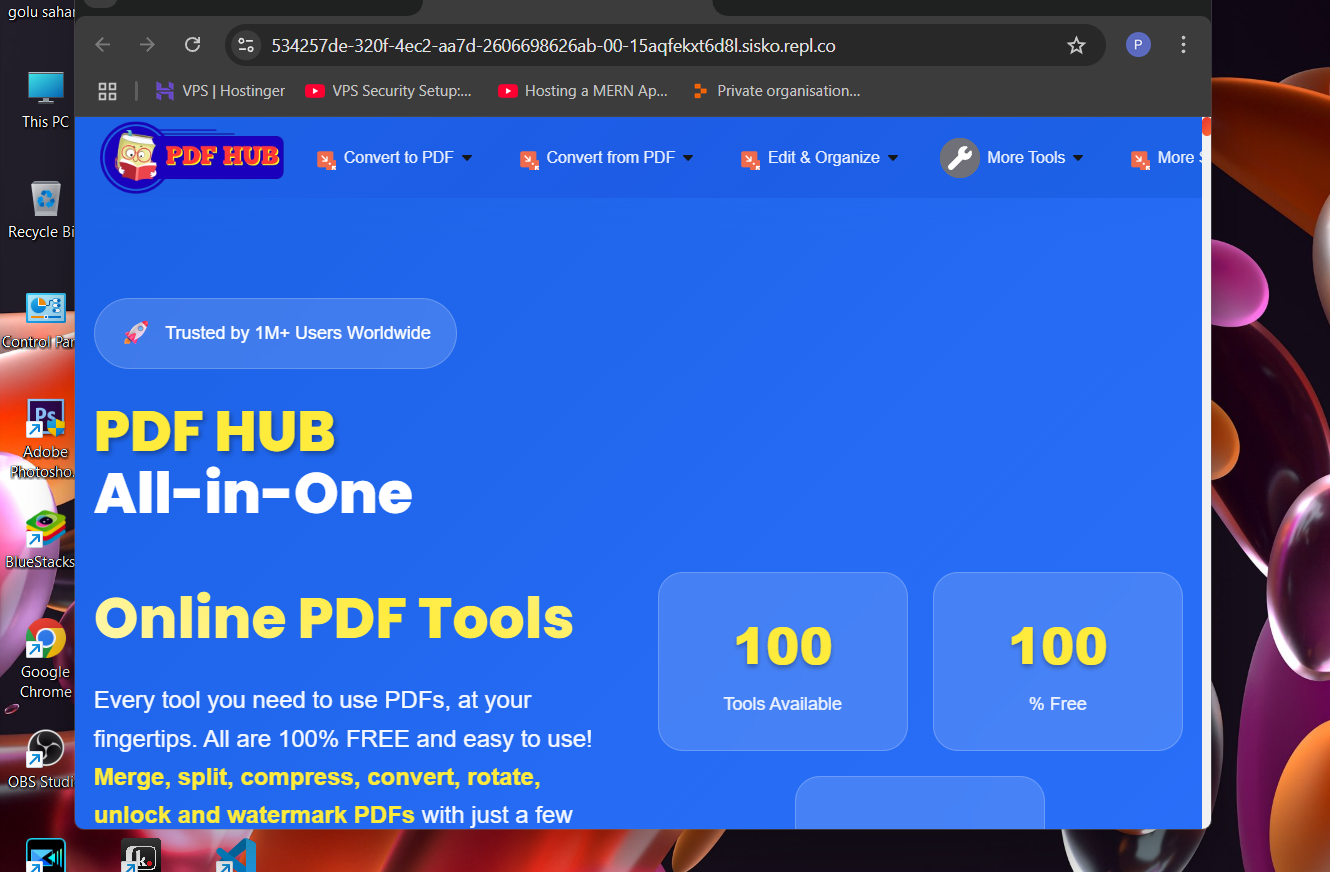 golu sahar
This PC
Recycle Bi
Control Par
Ps
Adobe
Photosho
BlueStacks
Google
Chrome
OBS Studi
k.
534257de-320f-4ec2-aa7d-2606698626ab-00-15aqfekxt6d8l.sisko.repl.co
P
VPS | Hostinger
VPS Security Setup:...
Hosting a MERN Ap...
Private organisation...
PDF HUB
Convert to PDF
Convert from PDF
Edit & Organize
More Tools
More S
🚀 Trusted by 1M+ Users Worldwide
PDF HUB
All-in-One
Online PDF Tools
Every tool you need to use PDFs, at your
fingertips. All are 100% FREE and easy to use!
Merge, split, compress, convert, rotate,
unlock and watermark PDFs with just a few
100
Tools Available
100
% Free